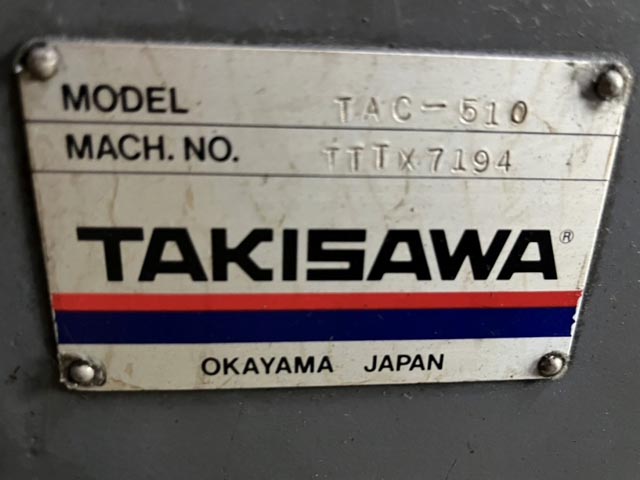 MODEL TAC-510
MACH. NO. TTTX7194
TAKISAWA®
OKAYAMA JAPAN